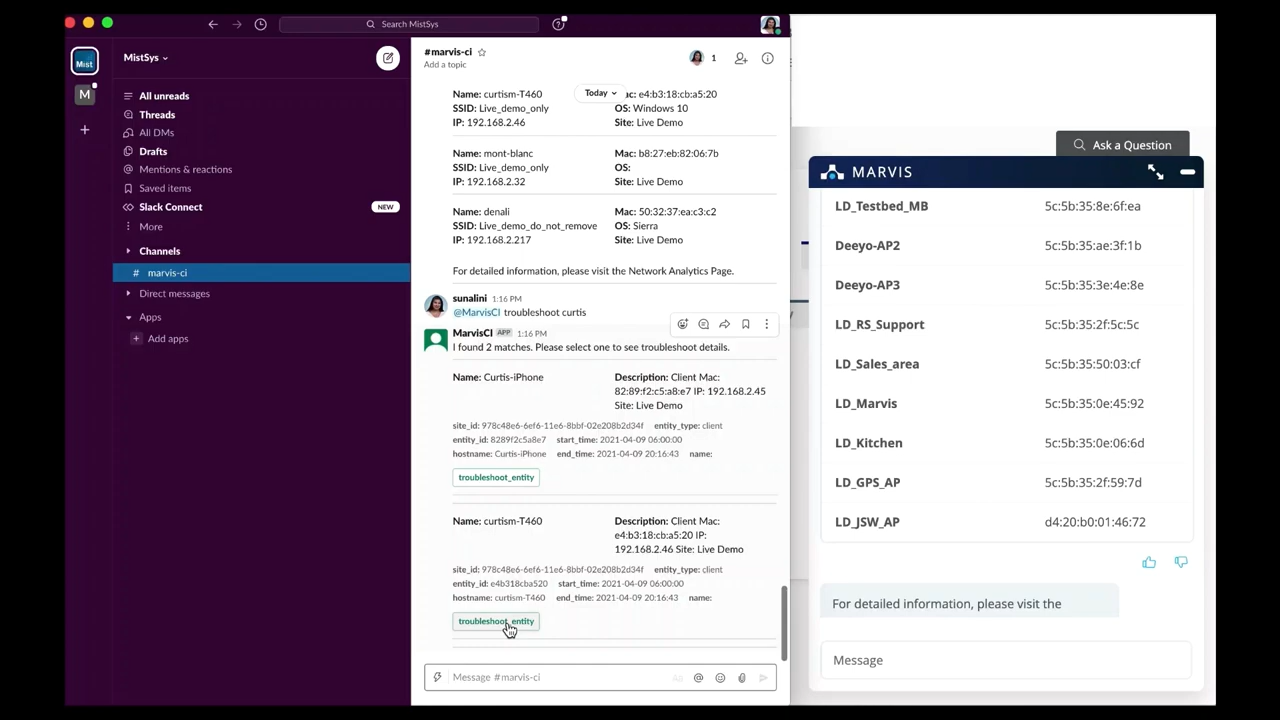 Search MistSys
?
Mist
M
MistSys
All unreads
Threads
All DMs
Drafts
Mentions & reactions
Saved items
Slack Connect NEW
More
Channels
# marvis-ci
Direct messages
Apps
+ Add apps
#marvis-ci
Add a topic
1
Today
Name: curtism-T460 ac: e4:b3:18:cb:a5:20
SSID: Live_demo_only OS: Windows 10
IP: 192.168.2.46 Site: Live Demo
Name: mont-blanc Mac: b8:27:eb:82:06:7b
SSID: Live_demo_only OS:
IP: 192.168.2.32 Site: Live Demo
Name: denali Mac: 50:32:37:ea:c3:c2
SSID: Live_demo_do_not_remove OS: Sierra
IP: 192.168.2.217 Site: Live Demo
For detailed information, please visit the Network Analytics Page.
sunalini 1:16 PM
@MarvisCI troubleshoot curtis
MarvisCI APP 1:16 PM
I found 2 matches. Please select one to see troubleshoot details.
Name: Curtis-iPhone Description: Client Mac:
82:89:f2:c5:a8:e7 IP: 192.168.2.45
Site: Live Demo
site_id: 978c48e6-6ef6-11e6-8bbf-02e208b2d34f entity_type: client
entity_id: 8289f2c5a8e7 start_time: 2021-04-09 06:00:00
hostname: Curtis-iPhone end_time: 2021-04-09 20:16:43 name:
troubleshoot_entity
Name: curtism-T460 Description: Client Mac:
e4:b3:18:cb:a5:20 IP:
192.168.2.46 Site: Live Demo
site_id: 978c48e6-6ef6-11e6-8bbf-02e208b2d34f entity_type: client
entity_id: e4b318cba520 start_time: 2021-04-09 06:00:00
hostname: curtism-T460 end_time: 2021-04-09 20:16:43 name:
troubleshoot_entity
Message #marvis-ci
Aa @
Ask a Question
MARVIS
LD_Testbed_MB 5c:5b:35:8e:6f:ea
Deeyo-AP2 5c:5b:35:ae:3f:1b
Deeyo-AP3 5c:5b:35:3e:4e:8e
LD_RS_Support 5c:5b:35:2f:5c:5c
LD_Sales_area 5c:5b:35:50:03:cf
LD_Marvis 5c:5b:35:0e:45:92
LD_Kitchen 5c:5b:35:0e:06:6d
LD_GPS_AP 5c:5b:35:2f:59:7d
LD_JSW_AP d4:20:b0:01:46:72
For detailed information, please visit the
Message